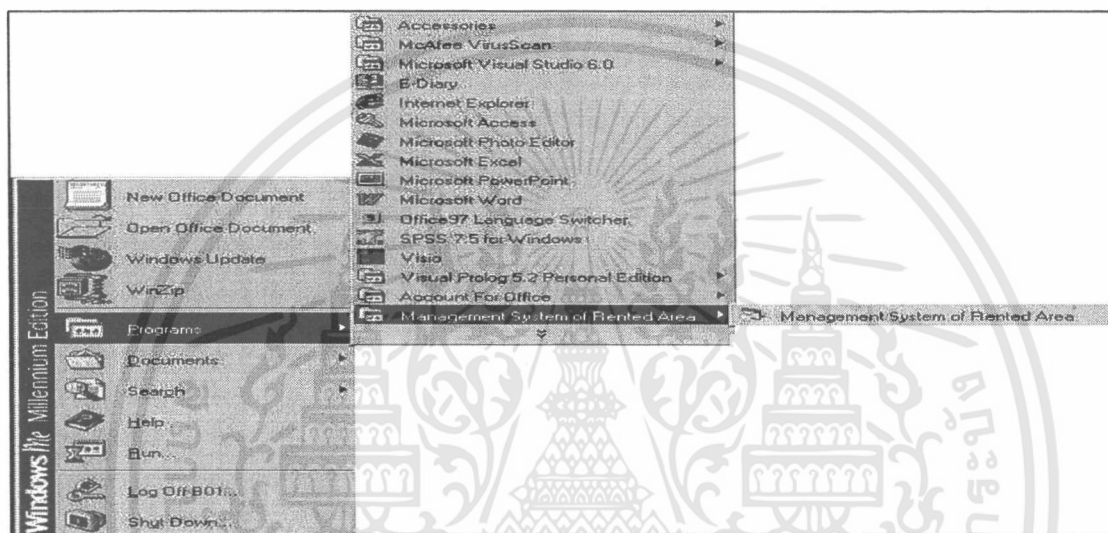 Accessories
McAfee VirusScan
Microsoft Visual Studio 6.0
E-Diary
Internet Explorer
Microsoft Access
Microsoft Photo Editor
Microsoft Excel
Microsoft PowerPoint
Microsoft Word
Office97 Language Switcher
SPSS 7.5 for Windows
Visio
Visual Prolog 5.2 Personal Edition
Account For Office
Management System of Rented Area
Management System of Rented Area
New Office Document
Open Office Document
Windows Update
WinZip
Programs
Documents
Search
Help
Run...
Log Off B01...
Shut Down...
Windows Me Millennium Edition